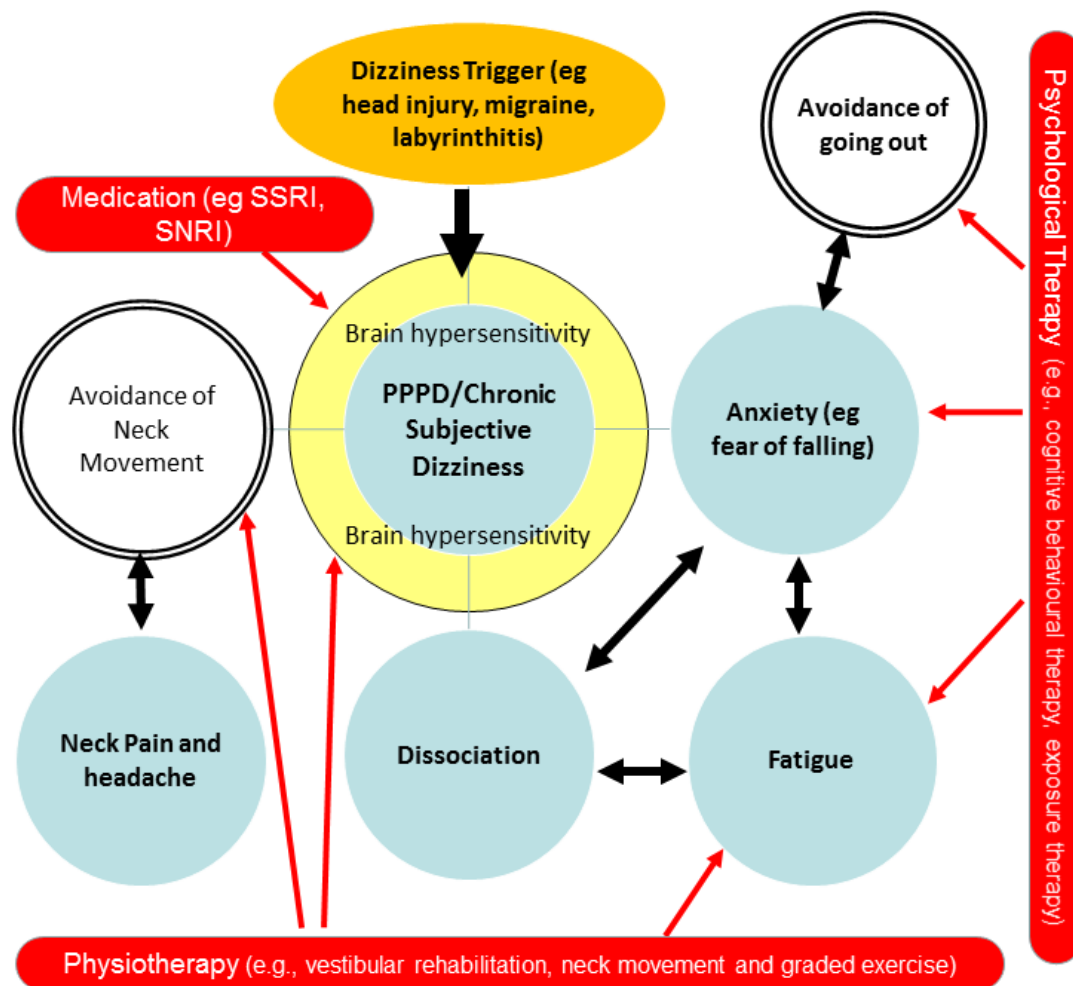 Dizziness Trigger (eg
head injury, migraine,
labyrinthitis)
Avoidance of
going out
Medication (eg SSRI,
SNRI)
Brain hypersensitivity
PPPD/Chronic
Subjective
Dizziness
Brain hypersensitivity
Avoidance of
Neck
Movement
Anxiety (eg
fear of falling)
Neck Pain and
headache
Dissociation
Fatigue
Psychological Therapy (e.g., cognitive behavioural therapy, exposure therapy)
Physiotherapy (e.g., vestibular rehabilitation, neck movement and graded exercise)